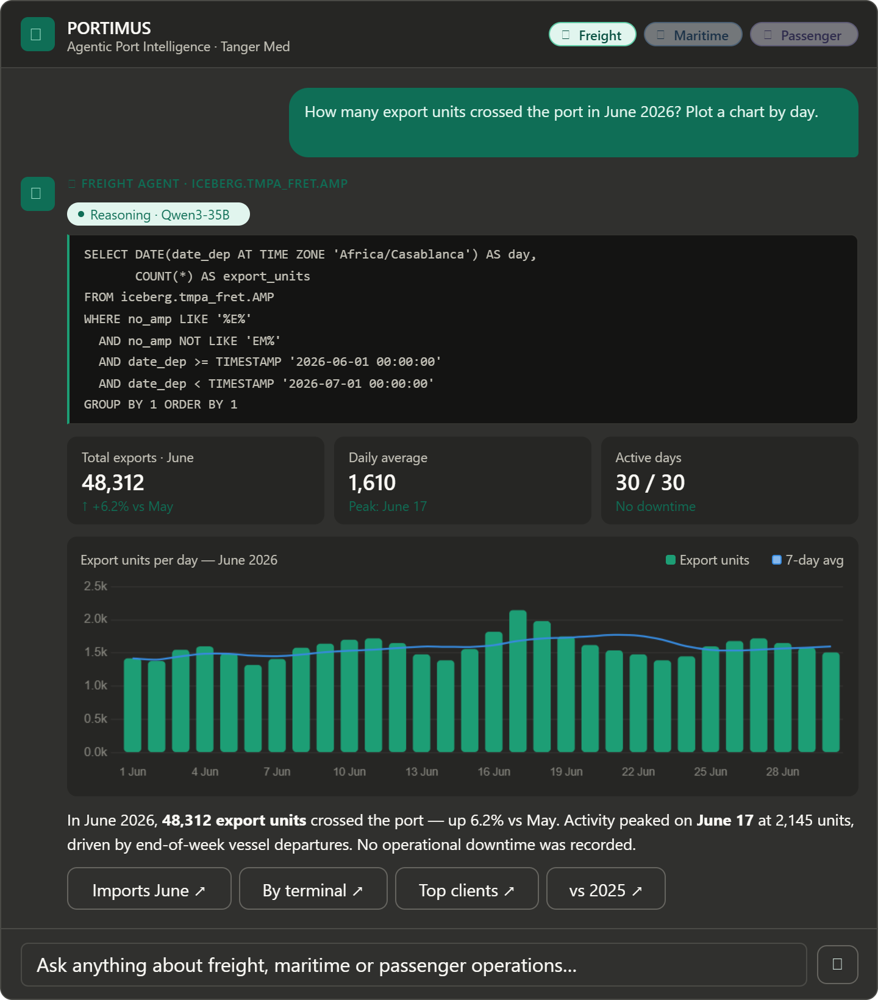 PORTIMUS
Agentic Port Intelligence · Tanger Med
Freight
Maritime
Passenger
How many export units crossed the port in June 2026? Plot a chart by day.
FREIGHT AGENT · ICEBERG.TMPA_FRET.AMP
Reasoning · Qwen3-35B
SELECT DATE(date_dep AT TIME ZONE 'Africa/Casablanca') AS day,
       COUNT(*) AS export_units
FROM iceberg.tmpa_fret.AMP
WHERE no_amp LIKE '%E%'
  AND no_amp NOT LIKE 'EM%'
  AND date_dep >= TIMESTAMP '2026-06-01 00:00:00'
  AND date_dep < TIMESTAMP '2026-07-01 00:00:00'
GROUP BY 1 ORDER BY 1
Total exports · June
48,312
↑ +6.2% vs May
Daily average
1,610
Peak: June 17
Active days
30 / 30
No downtime
Export units per day — June 2026
Export units
7-day avg
2.5k
2.0k
1.5k
1.0k
0.5k
0.0k
1 Jun
4 Jun
7 Jun
10 Jun
13 Jun
16 Jun
19 Jun
22 Jun
25 Jun
28 Jun
In June 2026, 48,312 export units crossed the port — up 6.2% vs May. Activity peaked on June 17 at 2,145 units,
driven by end-of-week vessel departures. No operational downtime was recorded.
Imports June ↗
By terminal ↗
Top clients ↗
vs 2025 ↗
Ask anything about freight, maritime or passenger operations...